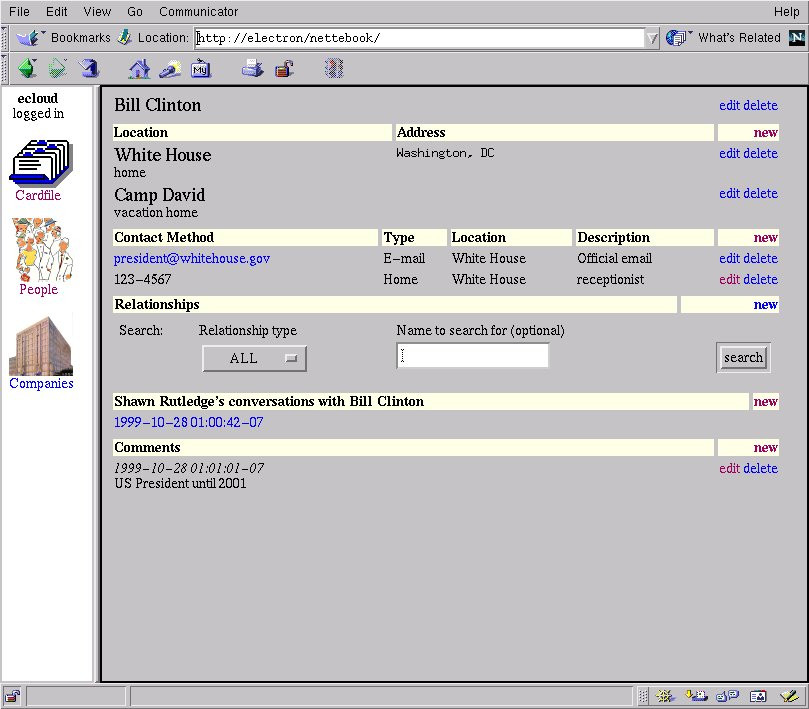 File Edit View Go Communicator Help
Bookmarks Location: http://electron/nettebook/ What's Related N
My
ecloud
logged in
Cardfile
People
Companies
Bill Clinton edit delete
Location Address new
White House Washington, DC edit delete
home
Camp David edit delete
vacation home
Contact Method Type Location Description new
president@whitehouse.gov E-mail White House Official email edit delete
123-4567 Home White House receptionist edit delete
Relationships new
Search: Relationship type Name to search for (optional)
ALL search
Shawn Rutledge's conversations with Bill Clinton new
1999-10-28 01:00:42-07
Comments new
1999-10-28 01:01:01-07 edit delete
US President until 2001